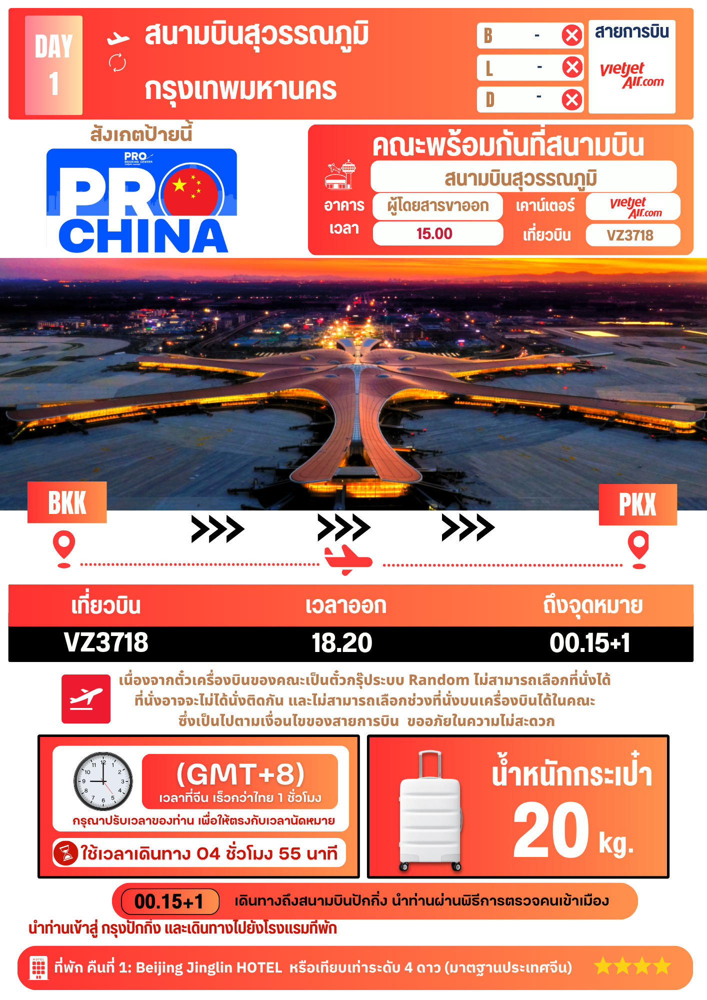 DAY
1
สนามบินสุวรรณภูมิ
กรุงเทพมหานคร
B -
L -
D -
สายการบิน
vietjet
Air.com
สังเกตป้ายนี้
PRO
BOOKING CENTER
PRO
CHINA
คณะพร้อมกันที่สนามบิน
สนามบินสุวรรณภูมิ
อาคาร ผู้โดยสารขาออก เคาน์เตอร์ vietjet Air.com
เวลา 15.00 เที่ยวบิน VZ3718
BKK
PKX
เที่ยวบิน เวลาออก ถึงจุดหมาย
VZ3718 18.20 00.15+1
เนื่องจากตั๋วเครื่องบินของคณะเป็นตั๋วกรุ๊ประบบ Random ไม่สามารถเลือกที่นั่งได้
ที่นั่งอาจจะไม่ได้นั่งติดกัน และไม่สามารถเลือกช่วงที่นั่งบนเครื่องบินได้ในคณะ
ซึ่งเป็นไปตามเงื่อนไขของสายการบิน ขออภัยในความไม่สะดวก
12 1 2 3 4 5 6 7 8 9 10 11
(GMT+8)
เวลาที่จีน เร็วกว่าไทย 1 ชั่วโมง
กรุณาปรับเวลาของท่าน เพื่อให้ตรงกับเวลานัดหมาย
ใช้เวลาเดินทาง 04 ชั่วโมง 55 นาที
น้ำหนักกระเป๋า
20 kg.
00.15+1 เดินทางถึงสนามบินปักกิ่ง นำท่านผ่านพิธีการตรวจคนเข้าเมือง
นำท่านเข้าสู่ กรุงปักกิ่ง และเดินทางไปยังโรงแรมที่พัก
HOTEL
ที่พัก คืนที่ 1: Beijing Jinglin HOTEL หรือเทียบเท่าระดับ 4 ดาว (มาตฐานประเทศจีน)